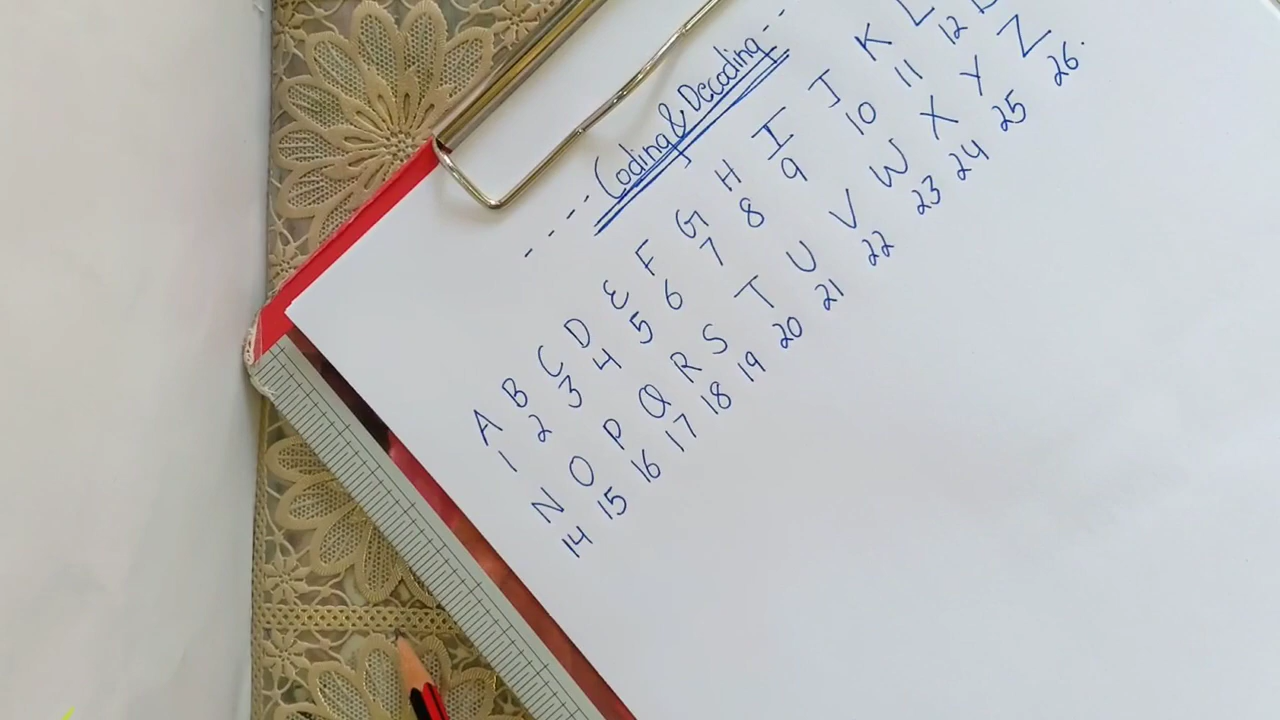 ---- Coding & Decoding --
A B C D E F G H I J K L
1 2 3 4 5 6 7 8 9 10 11 12
N O P Q R S T U V W X Y Z
14 15 16 17 18 19 20 21 22 23 24 25 26.